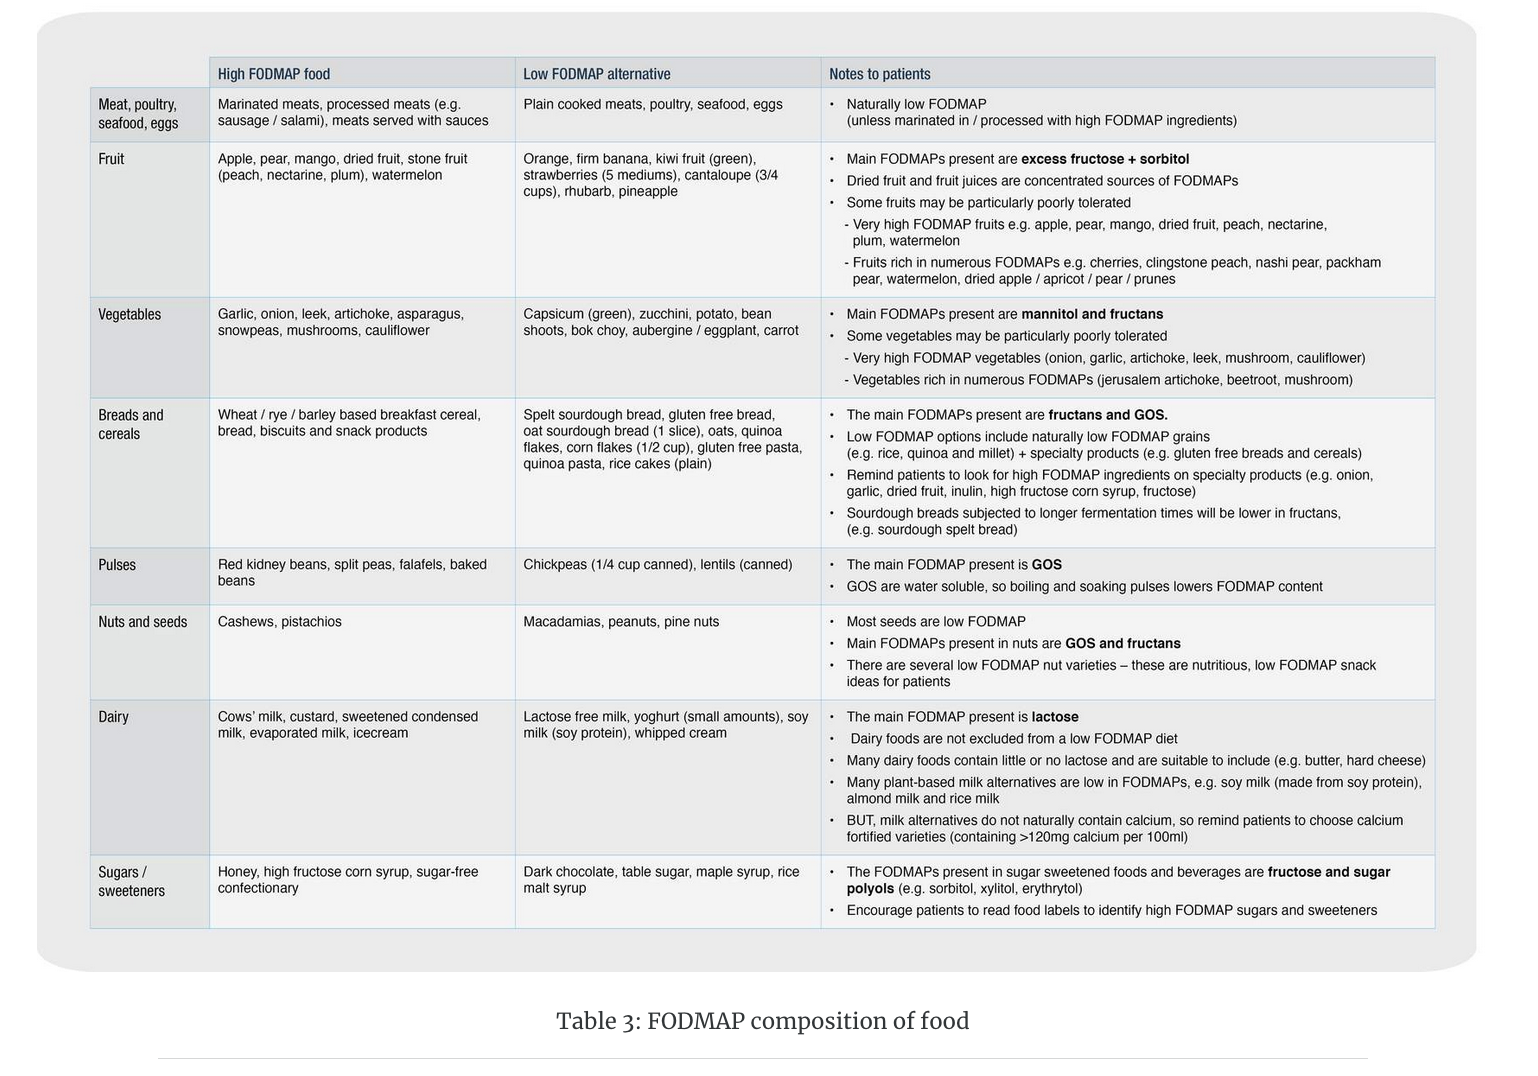 High FODMAP food
Low FODMAP alternative
Notes to patients
Meat, poultry,
seafood, eggs
Marinated meats, processed meats (e.g.
sausage / salami), meats served with sauces
Plain cooked meats, poultry, seafood, eggs
• Naturally low FODMAP
(unless marinated in / processed with high FODMAP ingredients)
Fruit
Apple, pear, mango, dried fruit, stone fruit
(peach, nectarine, plum), watermelon
Orange, firm banana, kiwi fruit (green),
strawberries (5 mediums), cantaloupe (3/4
cups), rhubarb, pineapple
• Main FODMAPs present are excess fructose + sorbitol
• Dried fruit and fruit juices are concentrated sources of FODMAPs
• Some fruits may be particularly poorly tolerated
- Very high FODMAP fruits e.g. apple, pear, mango, dried fruit, peach, nectarine,
plum, watermelon
- Fruits rich in numerous FODMAPs e.g. cherries, clingstone peach, nashi pear, packham
pear, watermelon, dried apple / apricot / pear / prunes
Vegetables
Garlic, onion, leek, artichoke, asparagus,
snowpeas, mushrooms, cauliflower
Capsicum (green), zucchini, potato, bean
shoots, bok choy, aubergine / eggplant, carrot
• Main FODMAPs present are mannitol and fructans
• Some vegetables may be particularly poorly tolerated
- Very high FODMAP vegetables (onion, garlic, artichoke, leek, mushroom, cauliflower)
- Vegetables rich in numerous FODMAPs (jerusalem artichoke, beetroot, mushroom)
Breads and
cereals
Wheat / rye / barley based breakfast cereal,
bread, biscuits and snack products
Spelt sourdough bread, gluten free bread,
oat sourdough bread (1 slice), oats, quinoa
flakes, corn flakes (1/2 cup), gluten free pasta,
quinoa pasta, rice cakes (plain)
• The main FODMAPs present are fructans and GOS.
• Low FODMAP options include naturally low FODMAP grains
(e.g. rice, quinoa and millet) + specialty products (e.g. gluten free breads and cereals)
• Remind patients to look for high FODMAP ingredients on specialty products (e.g. onion,
garlic, dried fruit, inulin, high fructose corn syrup, fructose)
• Sourdough breads subjected to longer fermentation times will be lower in fructans,
(e.g. sourdough spelt bread)
Pulses
Red kidney beans, split peas, falafels, baked
beans
Chickpeas (1/4 cup canned), lentils (canned)
• The main FODMAP present is GOS
• GOS are water soluble, so boiling and soaking pulses lowers FODMAP content
Nuts and seeds
Cashews, pistachios
Macadamias, peanuts, pine nuts
• Most seeds are low FODMAP
• Main FODMAPs present in nuts are GOS and fructans
• There are several low FODMAP nut varieties – these are nutritious, low FODMAP snack
ideas for patients
Dairy
Cows' milk, custard, sweetened condensed
milk, evaporated milk, icecream
Lactose free milk, yoghurt (small amounts), soy
milk (soy protein), whipped cream
• The main FODMAP present is lactose
• Dairy foods are not excluded from a low FODMAP diet
• Many dairy foods contain little or no lactose and are suitable to include (e.g. butter, hard cheese)
• Many plant-based milk alternatives are low in FODMAPs, e.g. soy milk (made from soy protein),
almond milk and rice milk
• BUT, milk alternatives do not naturally contain calcium, so remind patients to choose calcium
fortified varieties (containing >120mg calcium per 100ml)
Sugars /
sweeteners
Honey, high fructose corn syrup, sugar-free
confectionary
Dark chocolate, table sugar, maple syrup, rice
malt syrup
• The FODMAPs present in sugar sweetened foods and beverages are fructose and sugar
polyols (e.g. sorbitol, xylitol, erythrytol)
• Encourage patients to read food labels to identify high FODMAP sugars and sweeteners
Table 3: FODMAP composition of food